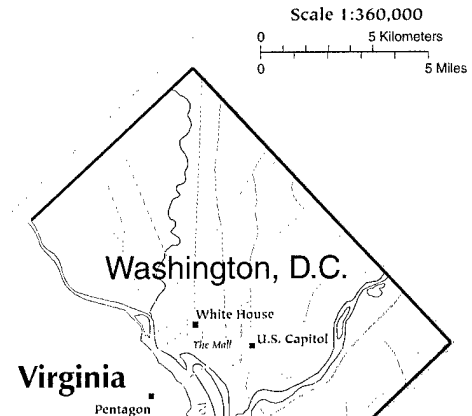 Scale 1:360,000
0 5 Kilometers
0 5 Miles
Washington, D.C.
White House
The Mall
U.S. Capitol
Virginia
Pentagon